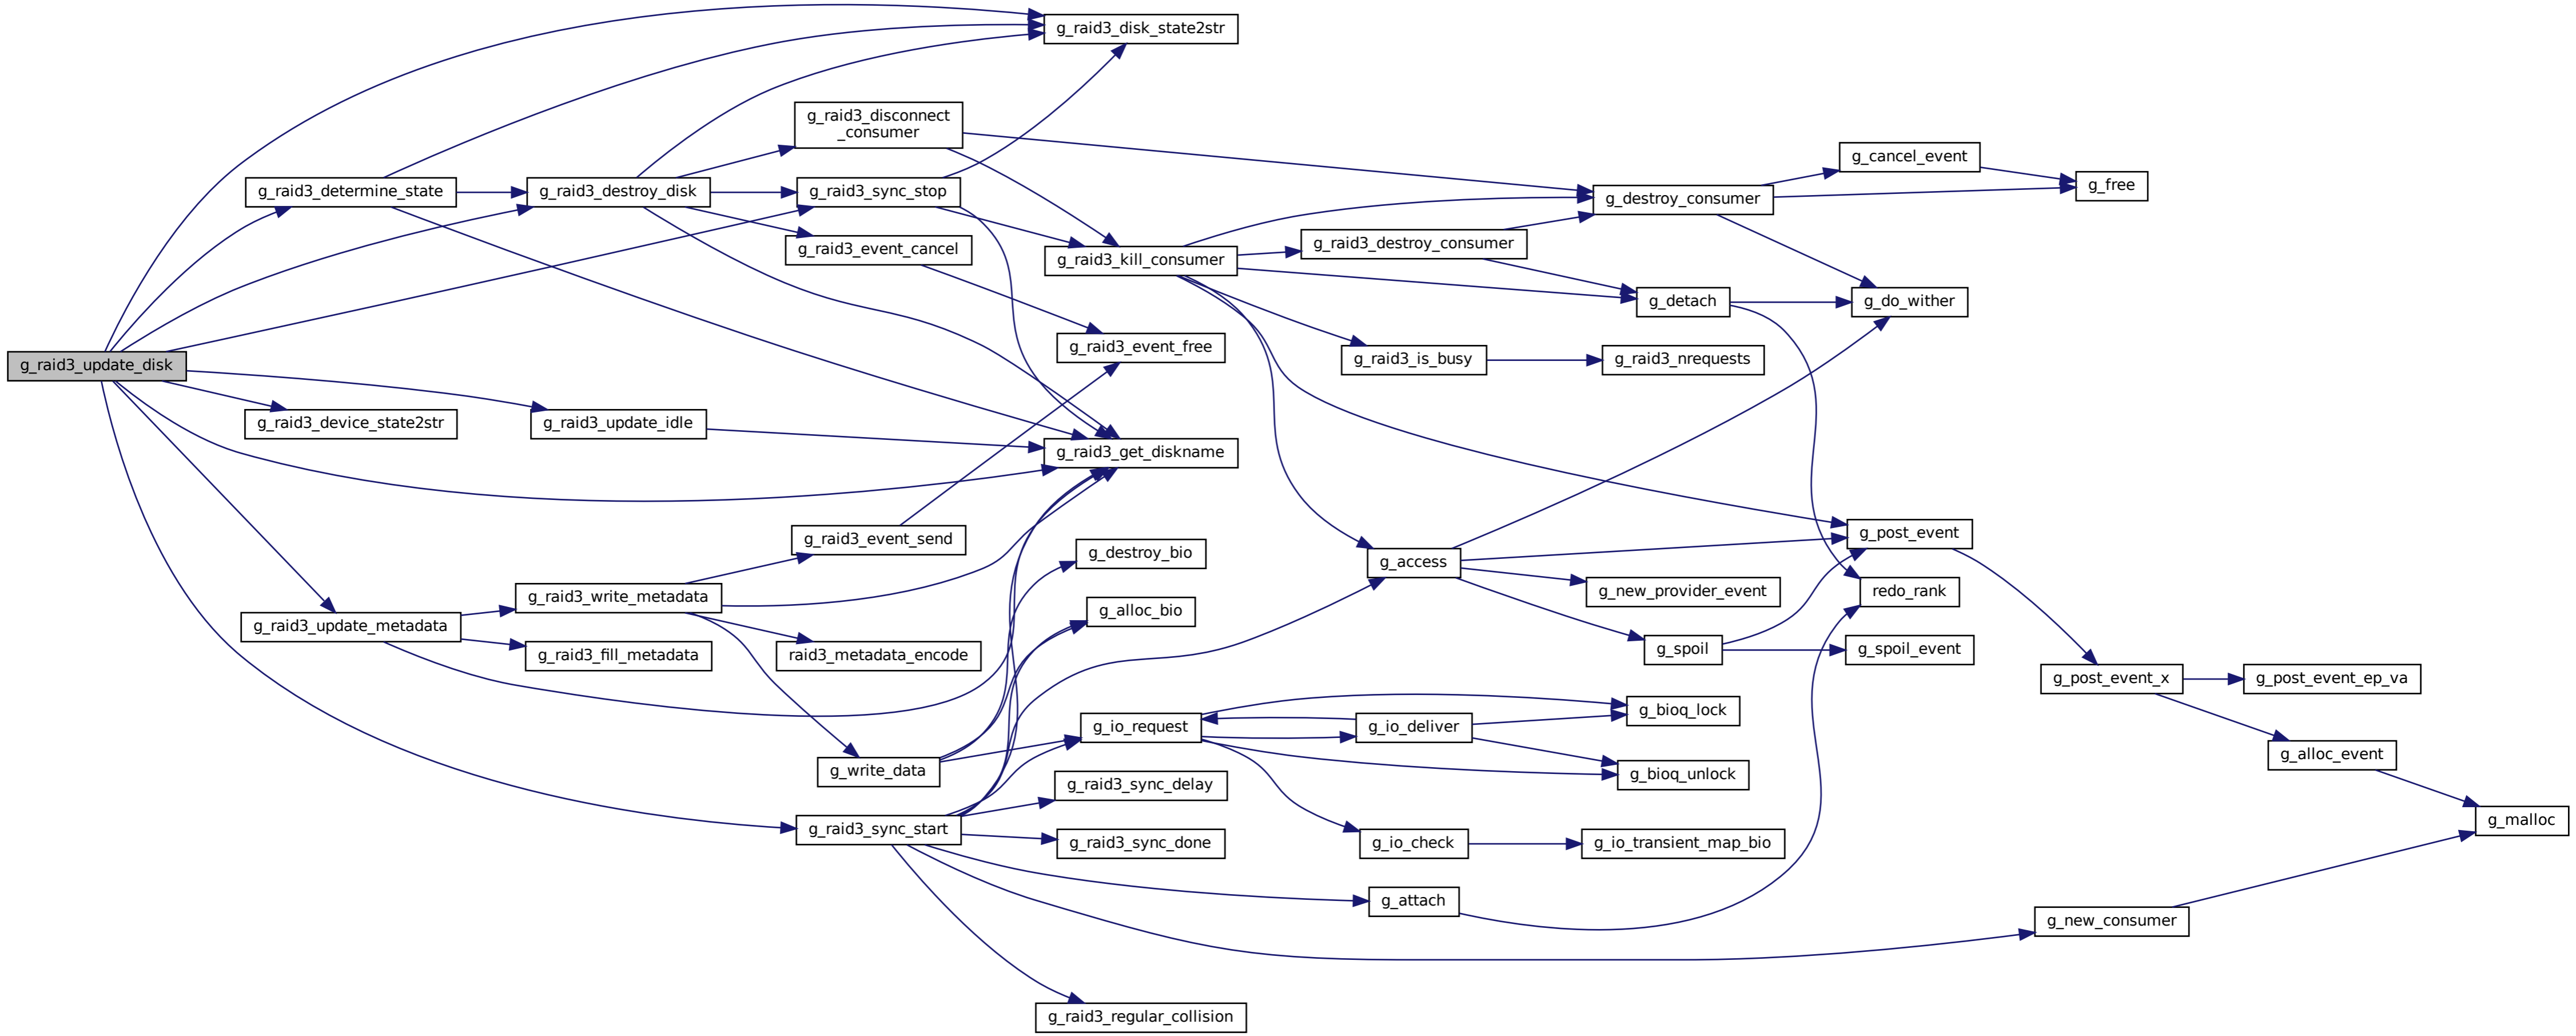 g_raid3_update_disk
g_raid3_determine_state
g_raid3_device_state2str
g_raid3_update_metadata
g_raid3_destroy_disk
g_raid3_update_idle
g_raid3_write_metadata
g_raid3_fill_metadata
g_raid3_disconnect
_consumer
g_raid3_sync_stop
g_raid3_event_cancel
g_raid3_event_send
raid3_metadata_encode
g_write_data
g_raid3_sync_start
g_raid3_disk_state2str
g_raid3_kill_consumer
g_raid3_event_free
g_raid3_get_diskname
g_destroy_bio
g_alloc_bio
g_io_request
g_raid3_sync_delay
g_raid3_sync_done
g_raid3_regular_collision
g_raid3_destroy_consumer
g_raid3_is_busy
g_access
g_io_deliver
g_io_check
g_attach
g_destroy_consumer
g_detach
g_raid3_nrequests
g_new_provider_event
g_spoil
g_bioq_lock
g_bioq_unlock
g_io_transient_map_bio
g_cancel_event
g_do_wither
g_post_event
redo_rank
g_spoil_event
g_free
g_post_event_x
g_new_consumer
g_post_event_ep_va
g_alloc_event
g_malloc